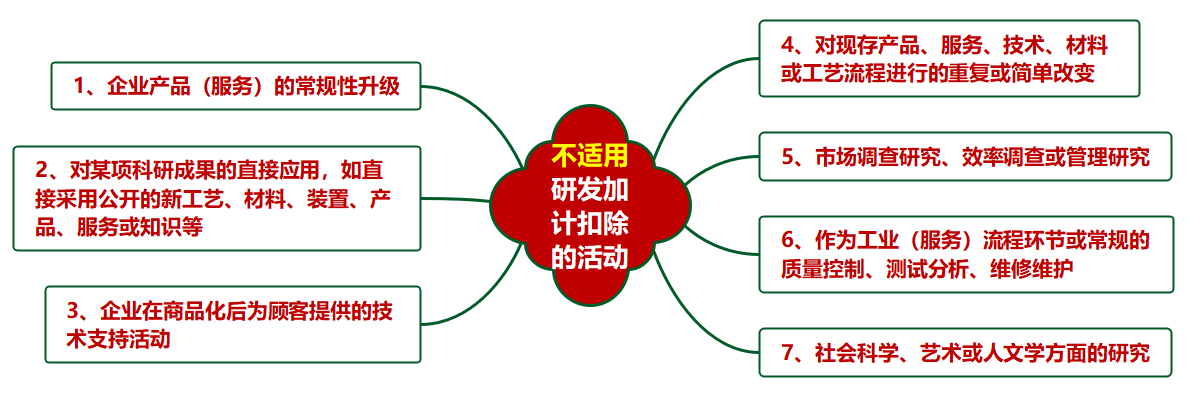 1、企业产品（服务）的常规性升级
2、对某项科研成果的直接应用，如直
接采用公开的新工艺、材料、装置、产
品、服务或知识等
3、企业在商品化后为顾客提供的技
术支持活动
不适用
研发加
计扣除
的活动
4、对现存产品、服务、技术、材料
或工艺流程进行的重复或简单改变
5、市场调查研究、效率调查或管理研究
6、作为工业（服务）流程环节或常规的
质量控制、测试分析、维修维护
7、社会科学、艺术或人文学方面的研究